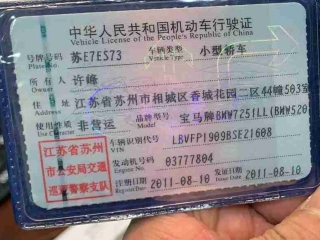 中华人民共和国机动车行驶证
Vehicle License of the People's Republic of China
号牌号码 苏E7ES73 车辆类型 小型轿车
Plate No. Vehicle Type
所有人 许峰
住址 江苏省苏州市相城区香城花园二区44幢503室
使用性质 非营运 品牌型号 宝马牌BMW7251LL(BMW520
Use Character Model
江苏省苏州 车辆识别代号 LBVFP1909BSE21608
VIN
市公安局交通 发动机号码 03777804
Engine No.
巡逻警察支队 注册日期 2011-08-10 发证日期 2011-08-10
Register Date Issue Date